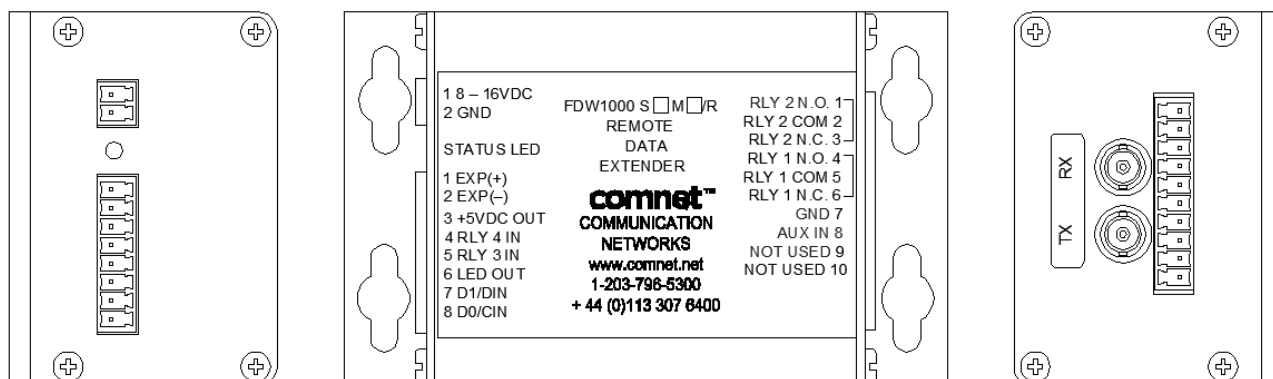 1 8 – 16VDC
2 GND
STATUS LED
1 EXP(+)
2 EXP(–)
3 +5VDC OUT
4 RLY 4 IN
5 RLY 3 IN
6 LED OUT
7 D1/DIN
8 D0/CIN
FDW1000 S□M□/R
REMOTE
DATA
EXTENDER
comnet™
COMMUNICATION
NETWORKS
www.comnet.net
1-203-796-5300
+ 44 (0)113 307 6400
RLY 2 N.O. 1
RLY 2 COM 2
RLY 2 N.C. 3
RLY 1 N.O. 4
RLY 1 COM 5
RLY 1 N.C. 6
GND 7
AUX IN 8
NOT USED 9
NOT USED 10
RX
TX